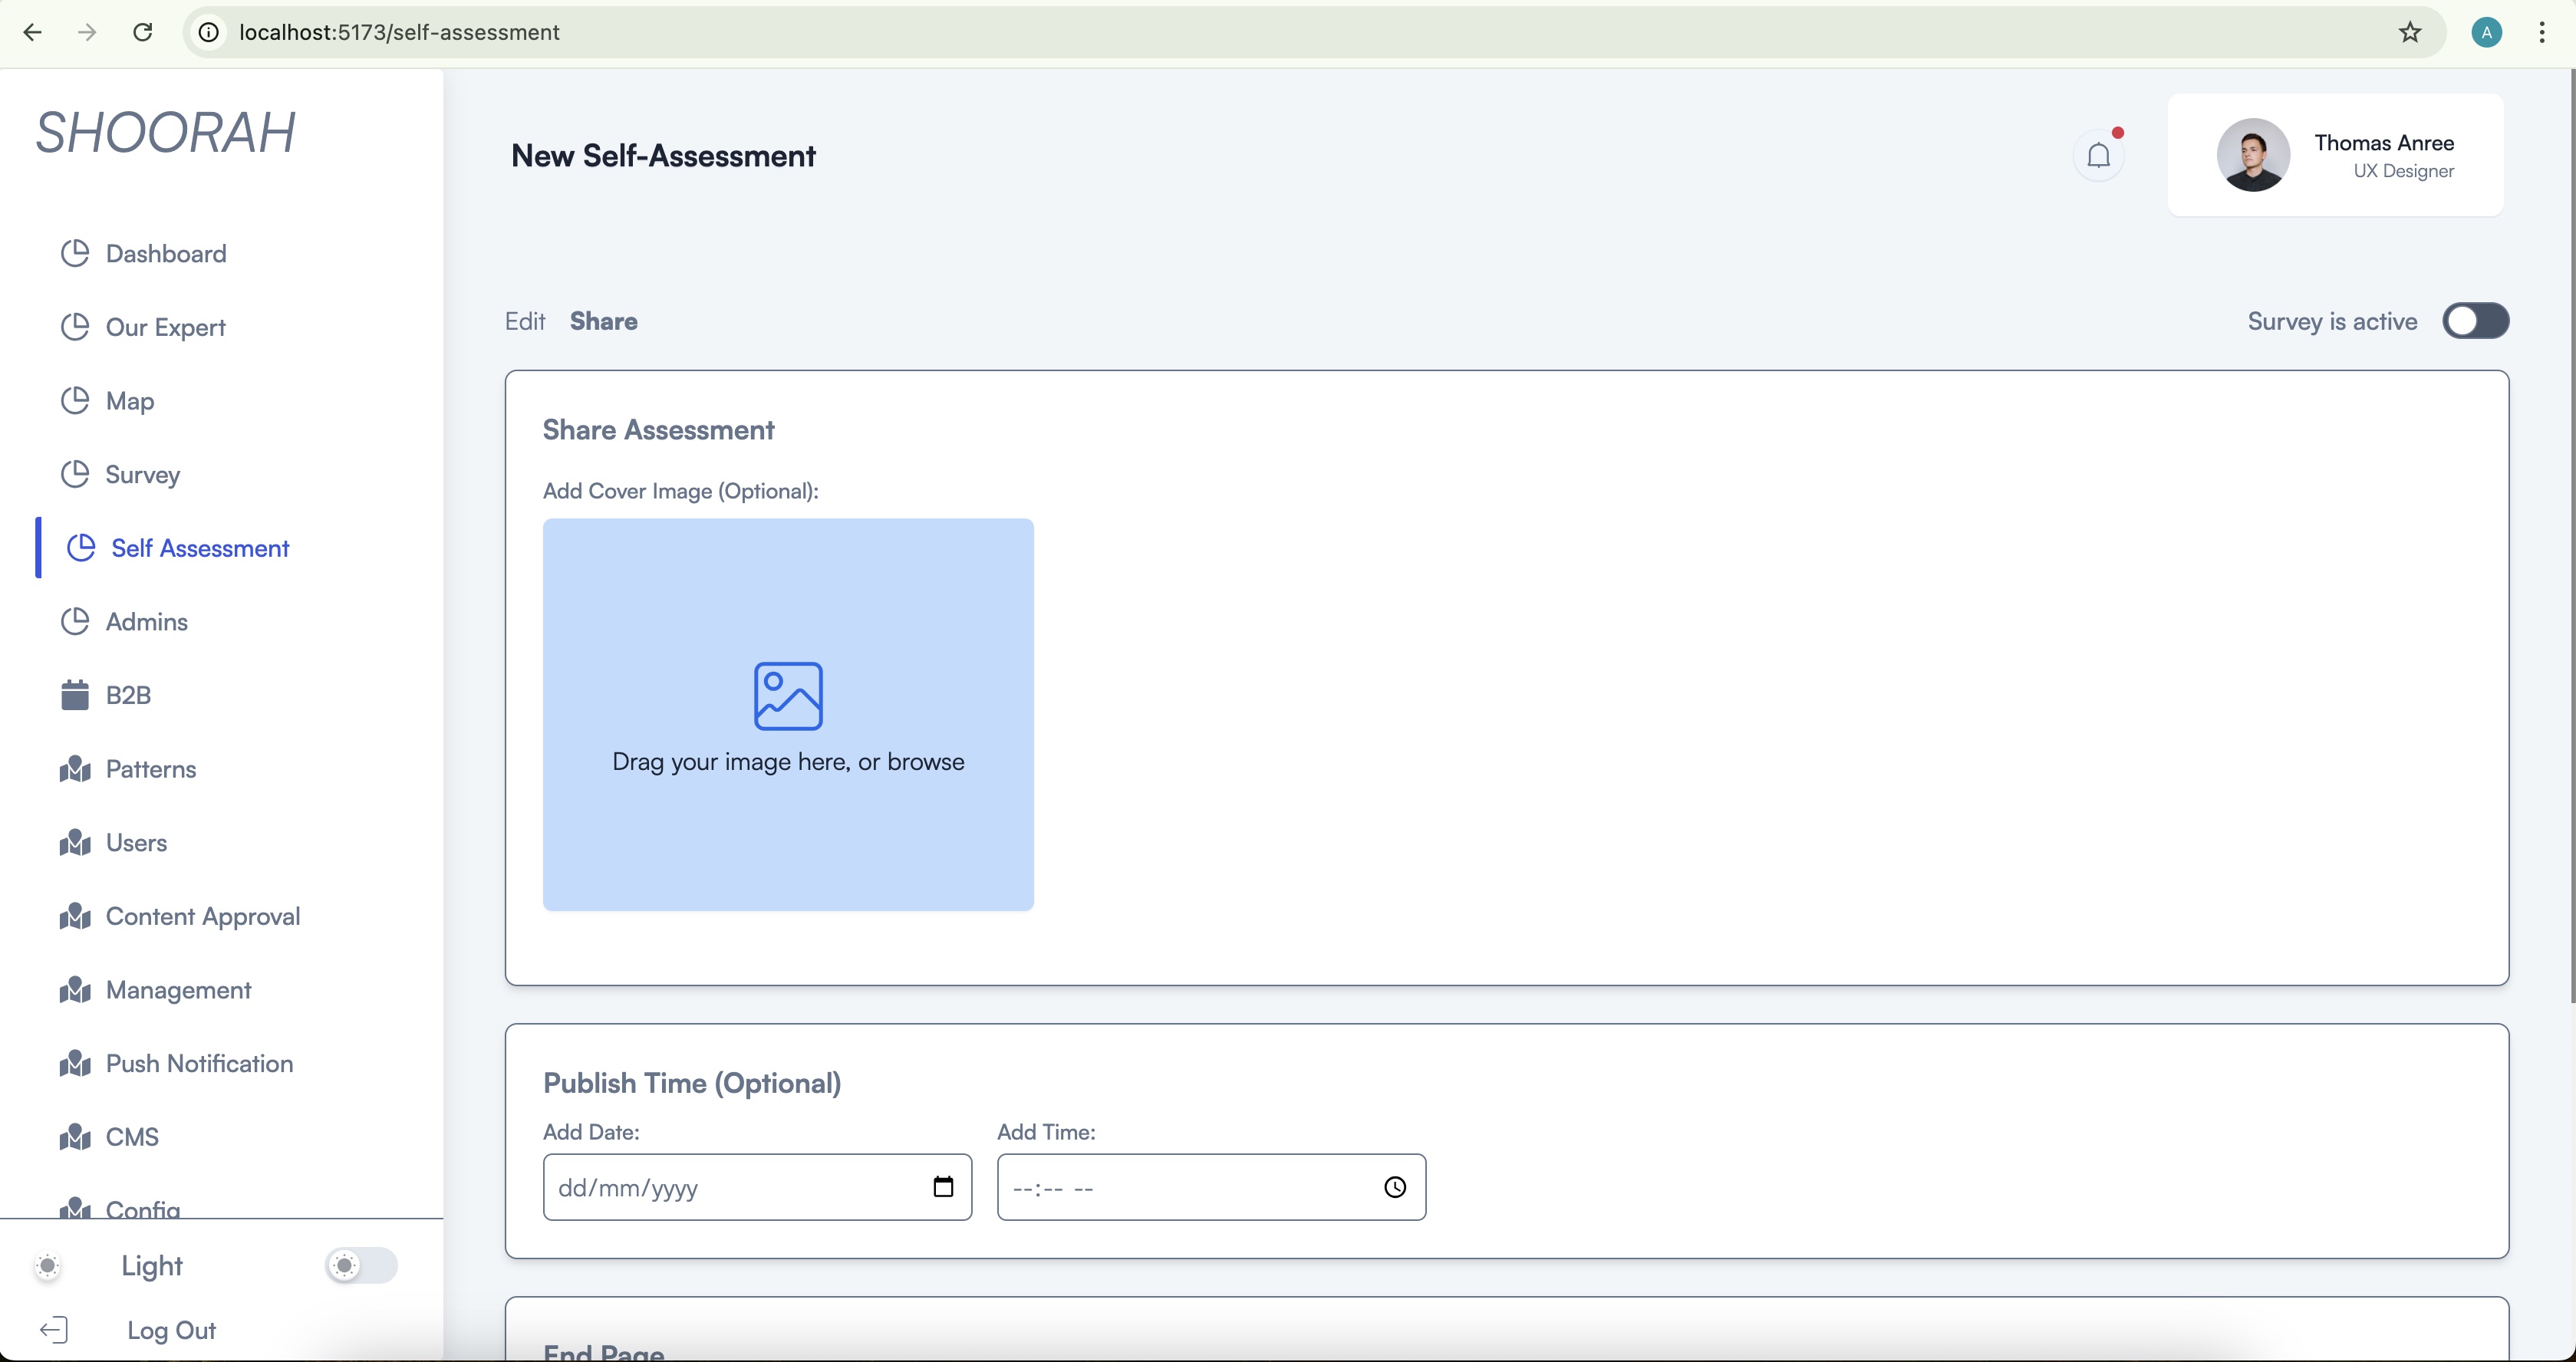 localhost:5173/self-assessment
A
SHOORAH
New Self-Assessment
Thomas Anree
UX Designer
Dashboard
Our Expert
Map
Survey
Self Assessment
Admins
B2B
Patterns
Users
Content Approval
Management
Push Notification
CMS
Config
Light
Log Out
Edit Share
Survey is active
Share Assessment
Add Cover Image (Optional):
Drag your image here, or browse
Publish Time (Optional)
Add Date: Add Time:
dd/mm/yyyy --:-- --
End Page